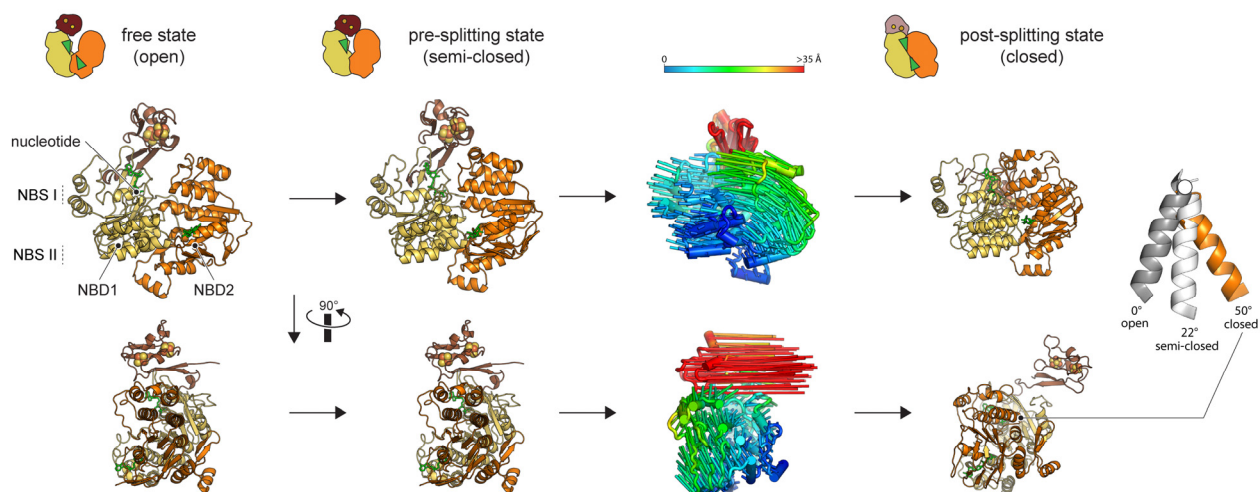 free state
(open)
pre-splitting state
(semi-closed)
0
>35 Å
post-splitting state
(closed)
nucleotide
NBS I
NBS II
NBD1
NBD2
90°
0°
open
22°
semi-closed
50°
closed